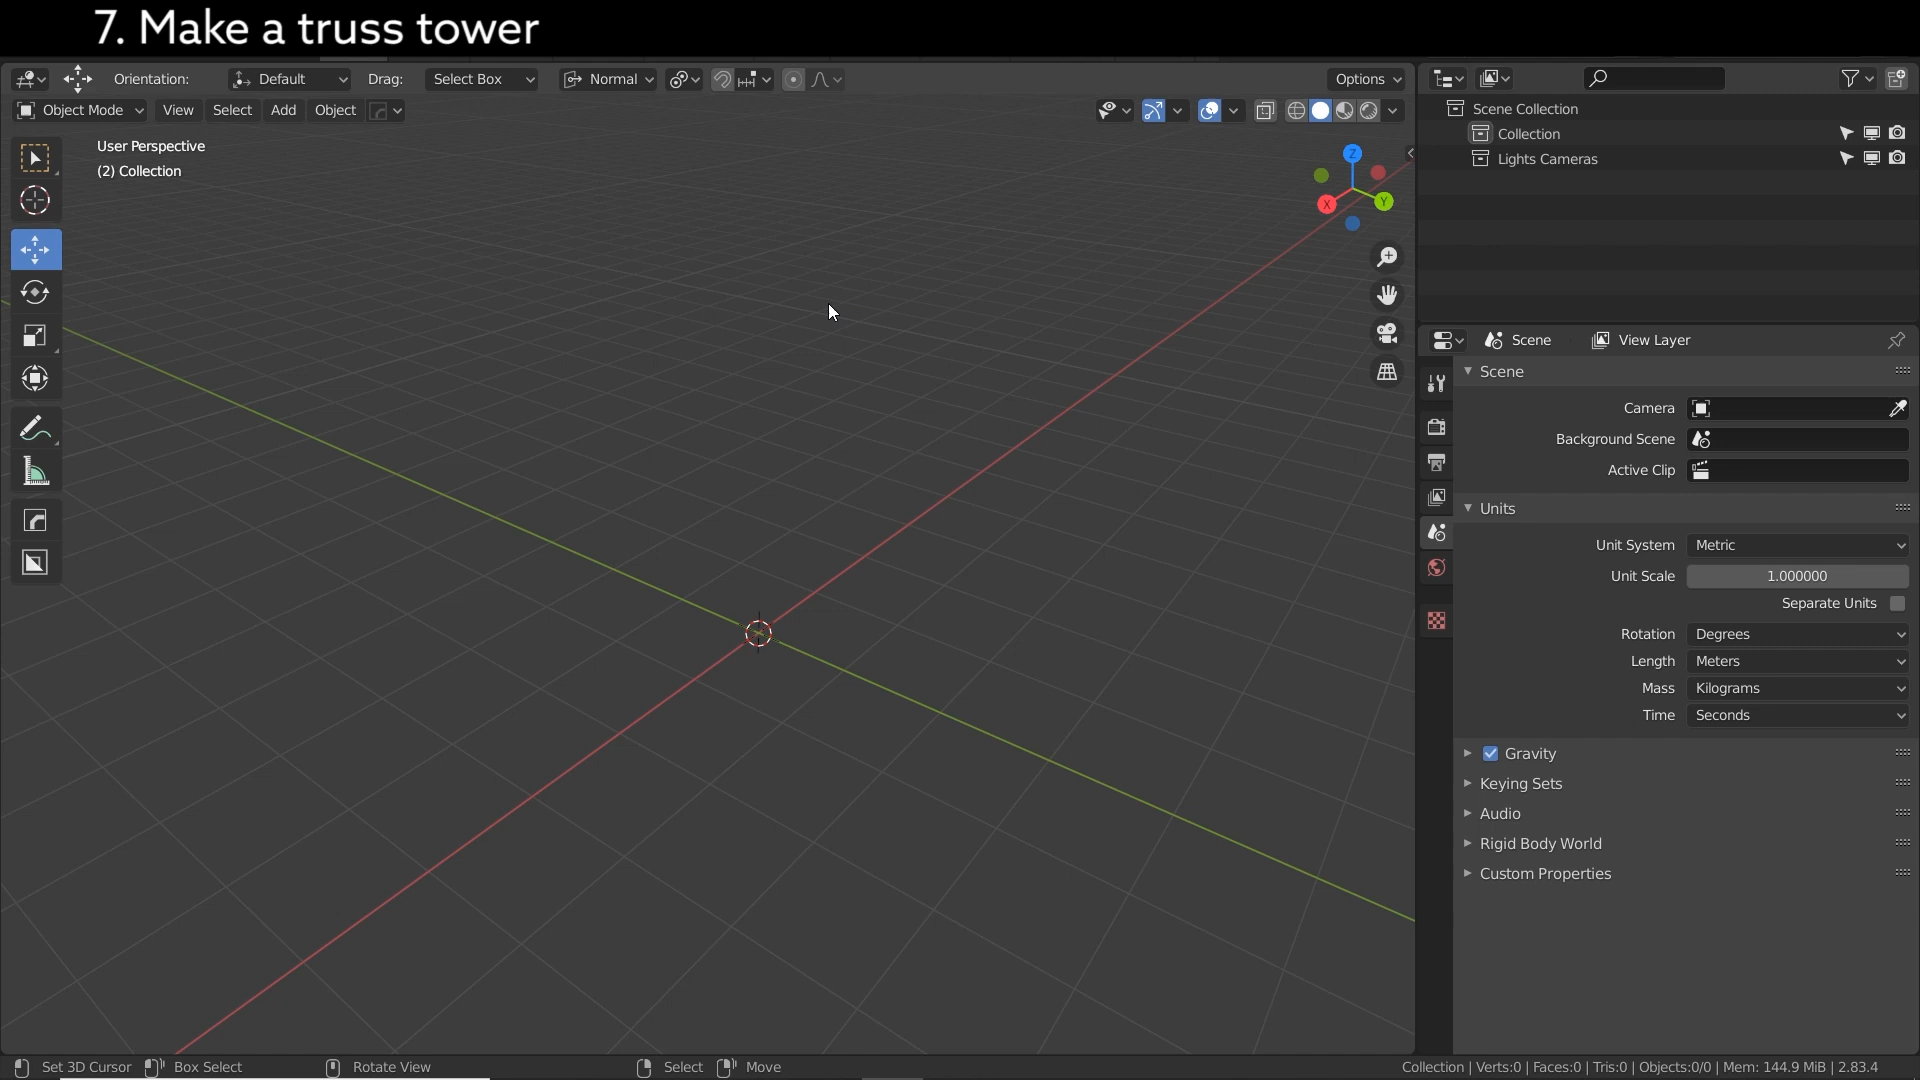 7. Make a truss tower
Orientation: Default Drag: Select Box Normal Options
Object Mode View Select Add Object
User Perspective
(2) Collection
Z
X
Y
Scene Collection
Collection
Lights Cameras
Scene View Layer
Scene
Camera
Background Scene
Active Clip
Units
Unit System Metric
Unit Scale 1.000000
Separate Units
Rotation Degrees
Length Meters
Mass Kilograms
Time Seconds
Gravity
Keying Sets
Audio
Rigid Body World
Custom Properties
Set 3D Cursor Box Select Rotate View Select Move Collection | Verts:0 | Faces:0 | Tris:0 | Objects:0/0 | Mem: 144.9 MiB | 2.83.4